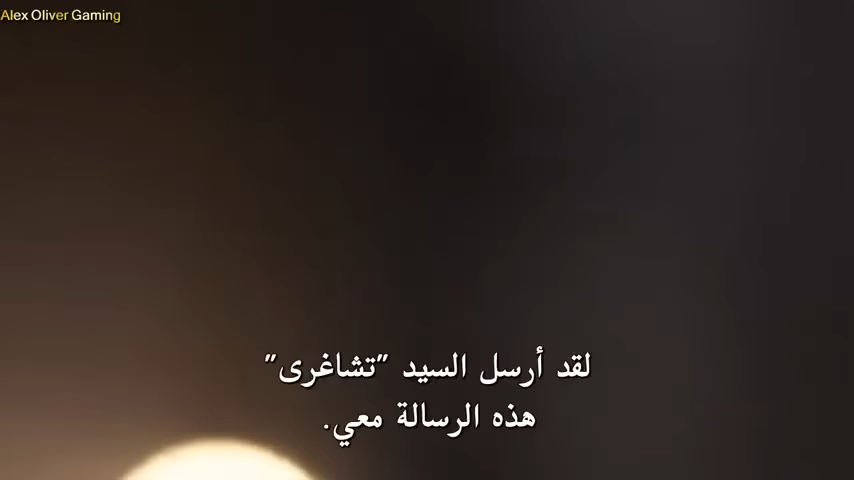 Alex Oliver Gaming
لقد أرسل السيد "تشاغرى"
هذه الرسالة معي.